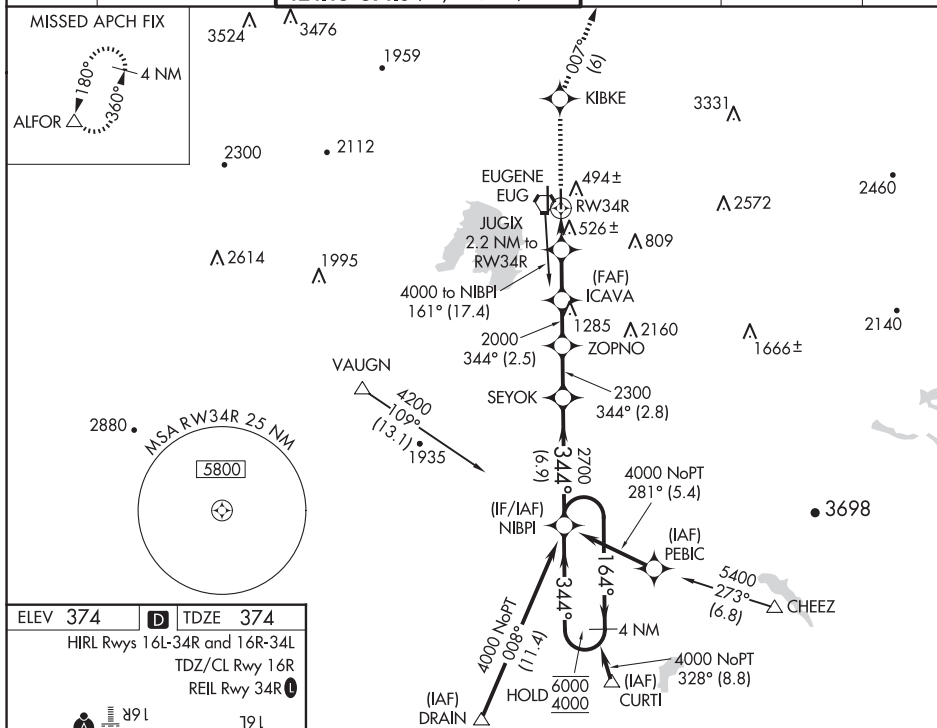 MISSED APCH FIX
180°
360°
4 NM
ALFOR
3524
3476
1959
007°
(6)
KIBKE
3331
2300
2112
EUGENE
EUG
494±
RW34R
2460
2572
JUGIX
2.2 NM to
RW34R
526±
809
2614
1995
(FAF)
ICAVA
4000 to NIBPI
161° (17.4)
1285
2160
2140
1666±
2000
344° (2.5)
ZOPNO
VAUGN
4200
109°
(13.1)
1935
SEYOK
2300
344° (2.8)
2880
MSA RW34R 25 NM
5800
2700
344°
(6.9)
4000 NoPT
281° (5.4)
3698
(IF/IAF)
NIBPI
(IAF)
PEBIC
5400
273°
(6.8)
CHEEZ
344°
164°
4 NM
4000 NoPT
008°
(11.4)
HOLD
6000
4000
4000 NoPT
328° (8.8)
(IAF)
CURTI
(IAF)
DRAIN
ELEV 374
D
TDZE 374
HIRL Rwys 16L-34R and 16R-34L
TDZ/CL Rwy 16R
REIL Rwy 34R L
16R
16L